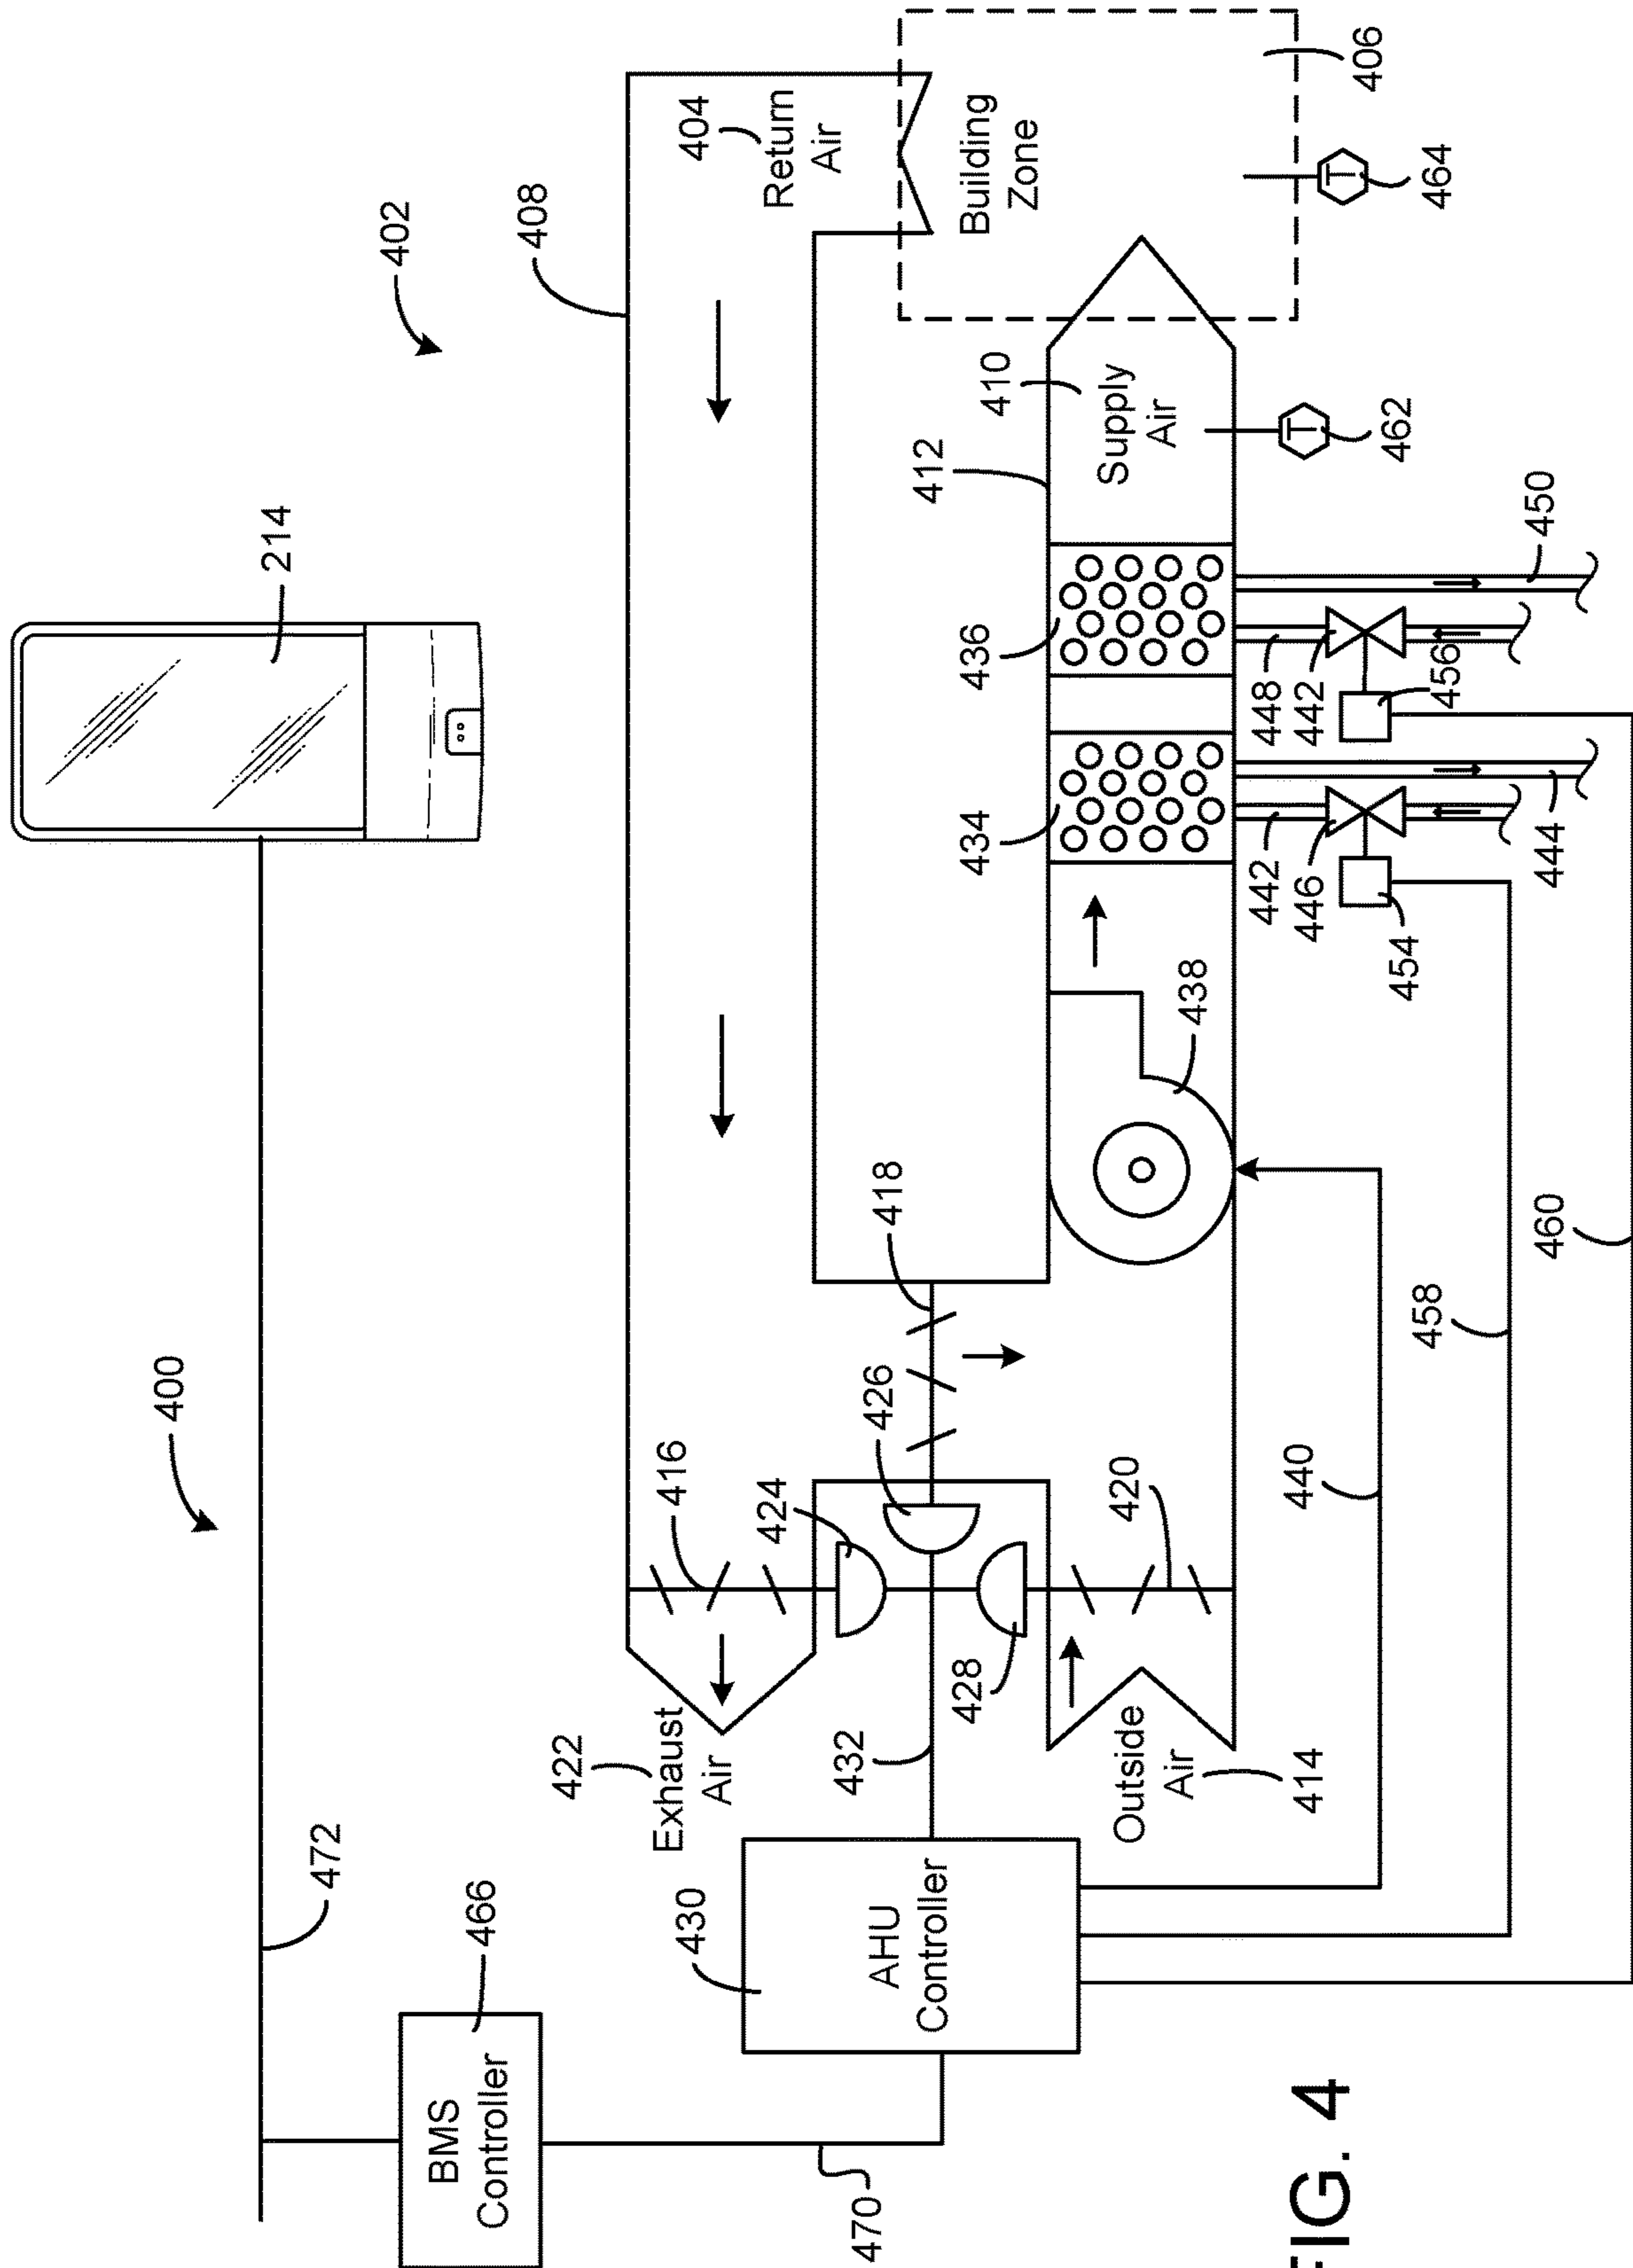 400
472
214
402
BMS
Controller
466
470
408
404
Return
Air
406
Building
Zone
422
Exhaust
Air
416
424
426
418
428
432
430
AHU
Controller
Outside
Air
414
420
438
412
410
Supply
Air
434
436
442
446
448
442
454
456
444
450
462
464
440
458
460
FIG. 4